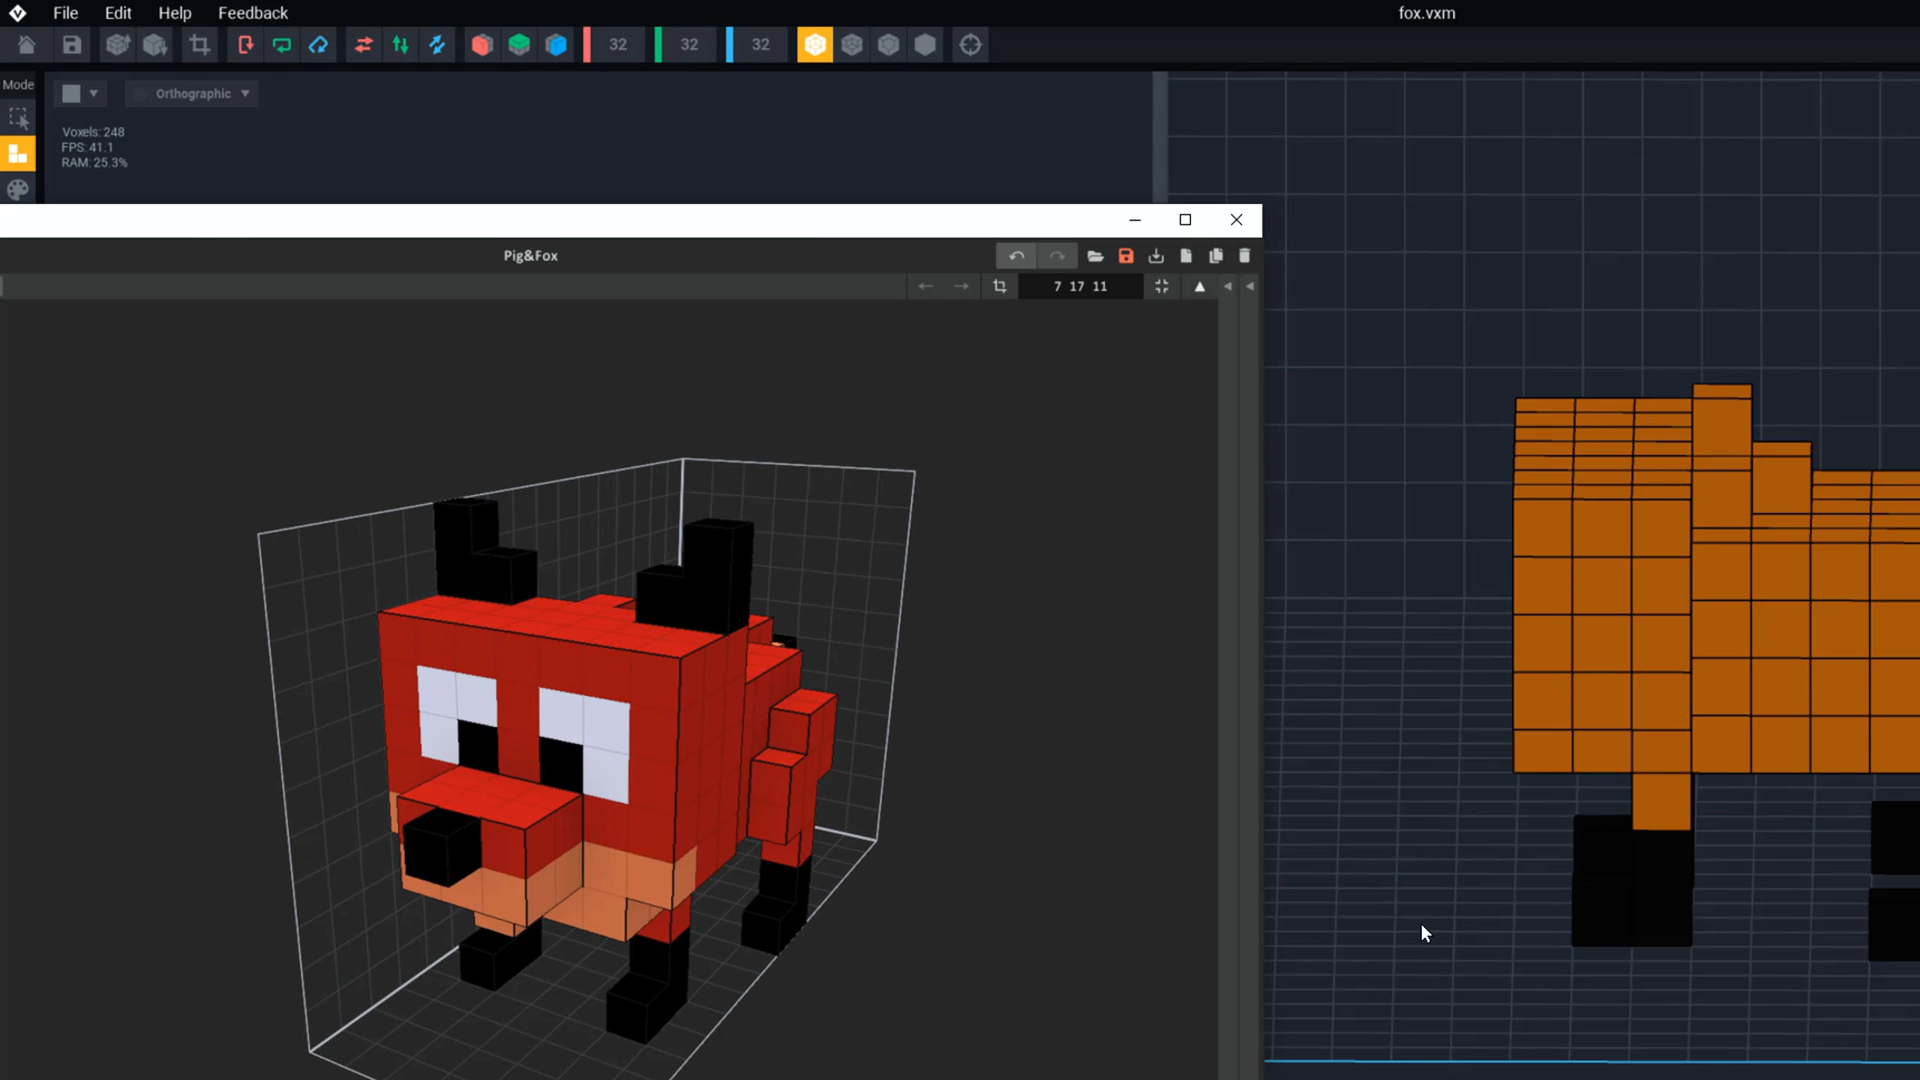 File Edit Help Feedback fox.vxm
32 32 32
Mode
Orthographic
Voxels: 248
FPS: 41.1
RAM: 25.3%
Pig&Fox
7 17 11